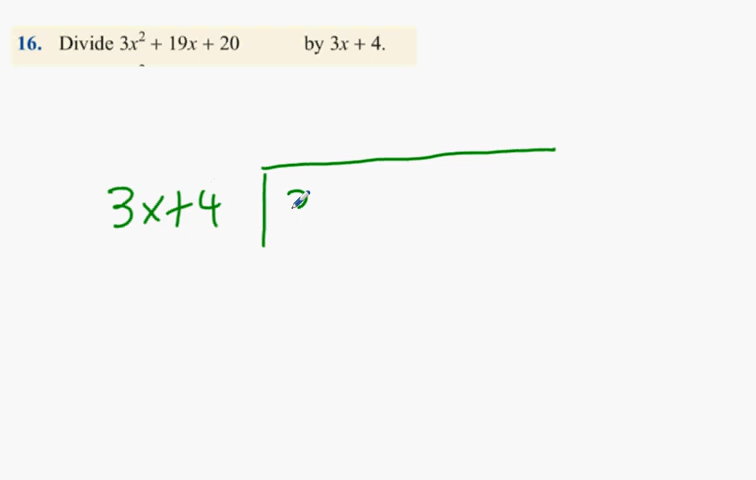 16. Divide 3x² + 19x + 20 by 3x + 4.
3x+4